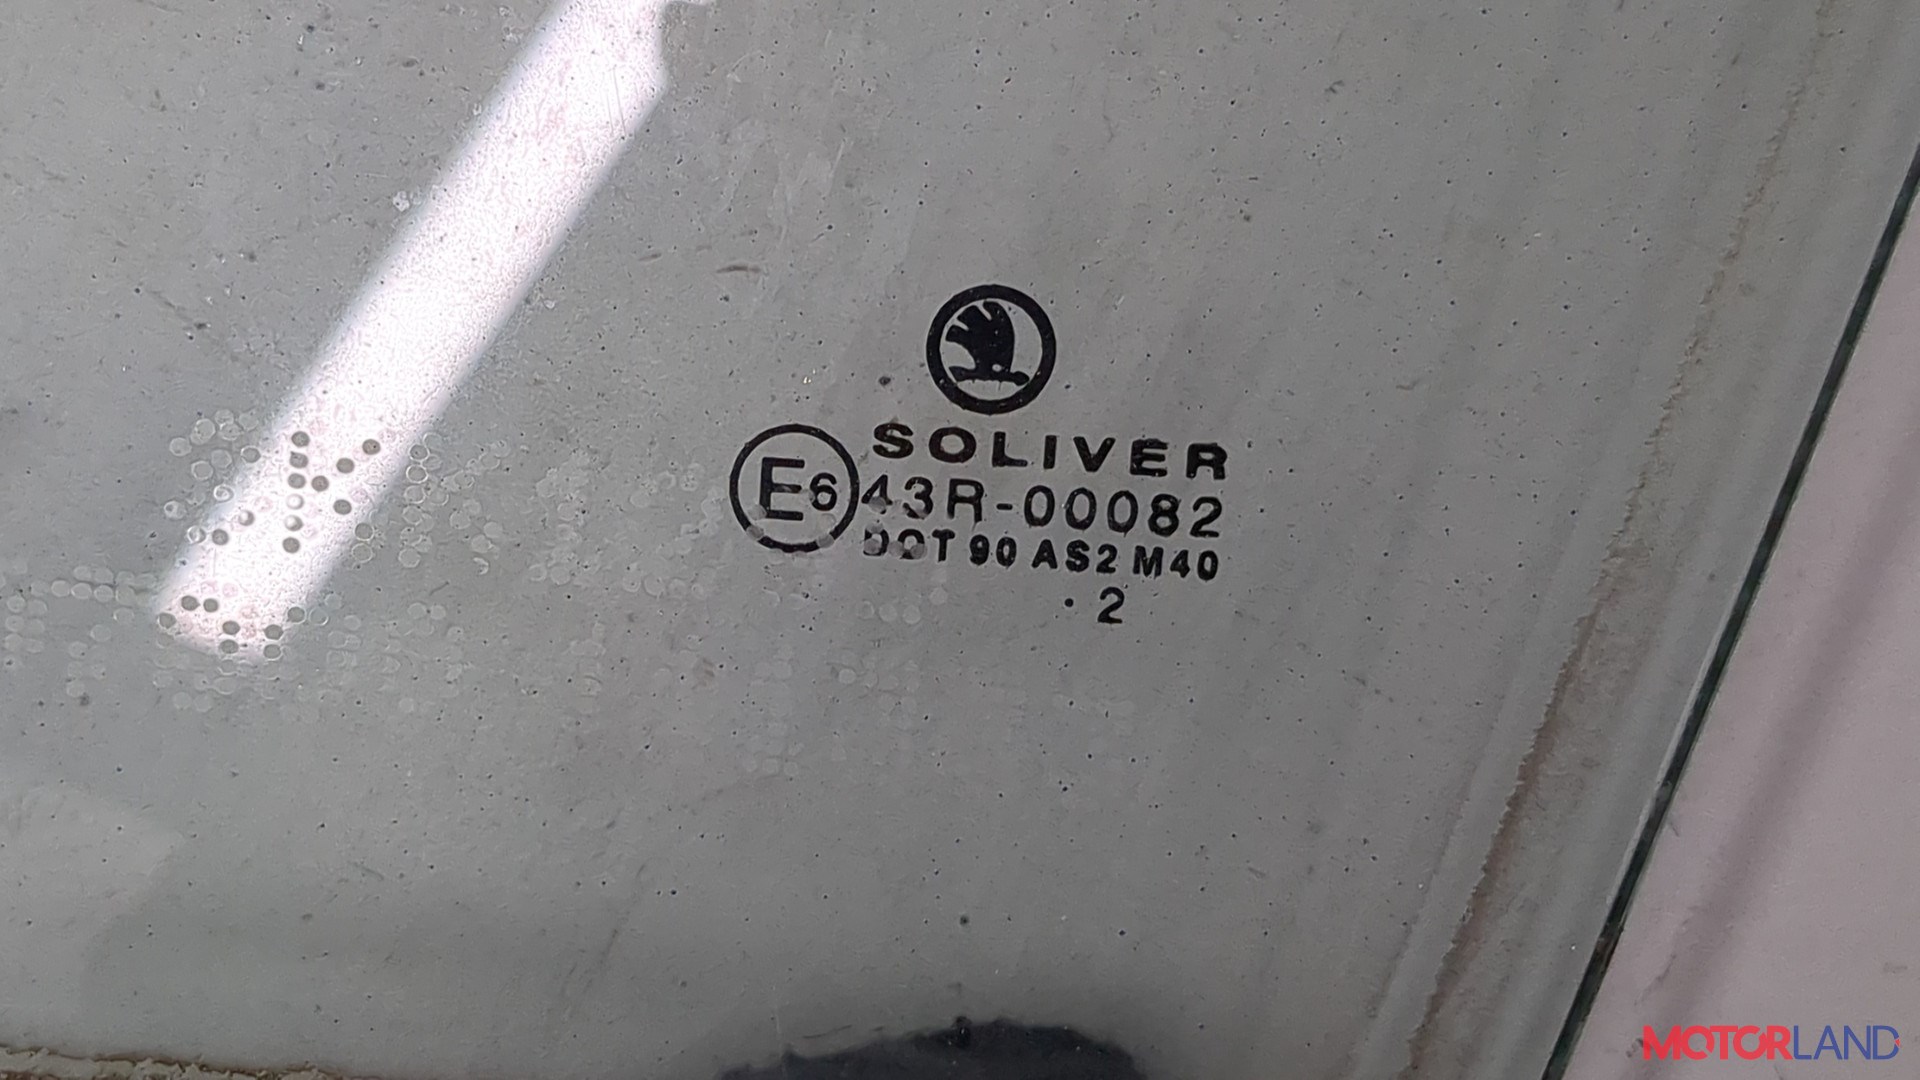 SOLIVER
E6 43R-00082
DOT 90 AS2 M40
. 2
MOTORLAND